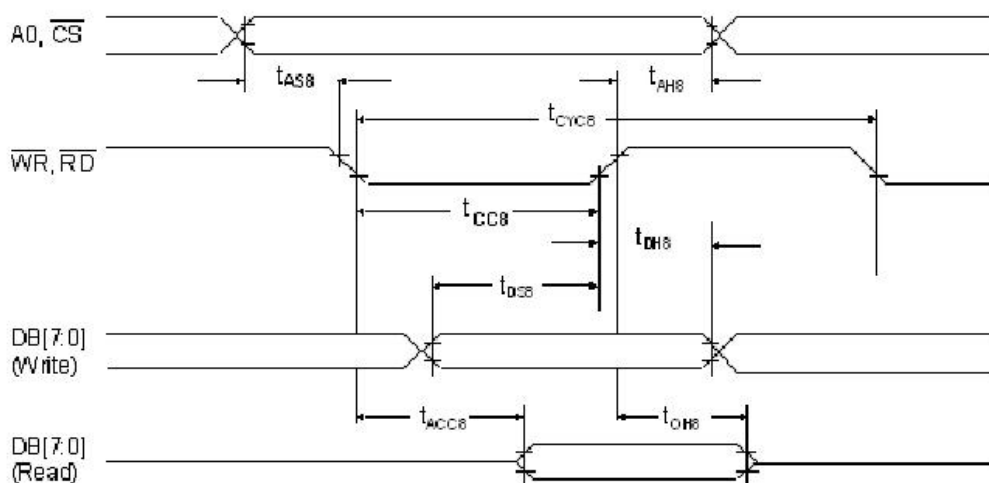 A0, CS
tAS8
tAH8
tCYC8
WR, RD
tCC8
tDH8
tDS8
DB[7:0]
(Write)
tACC8
tOH8
DB[7:0]
(Read)